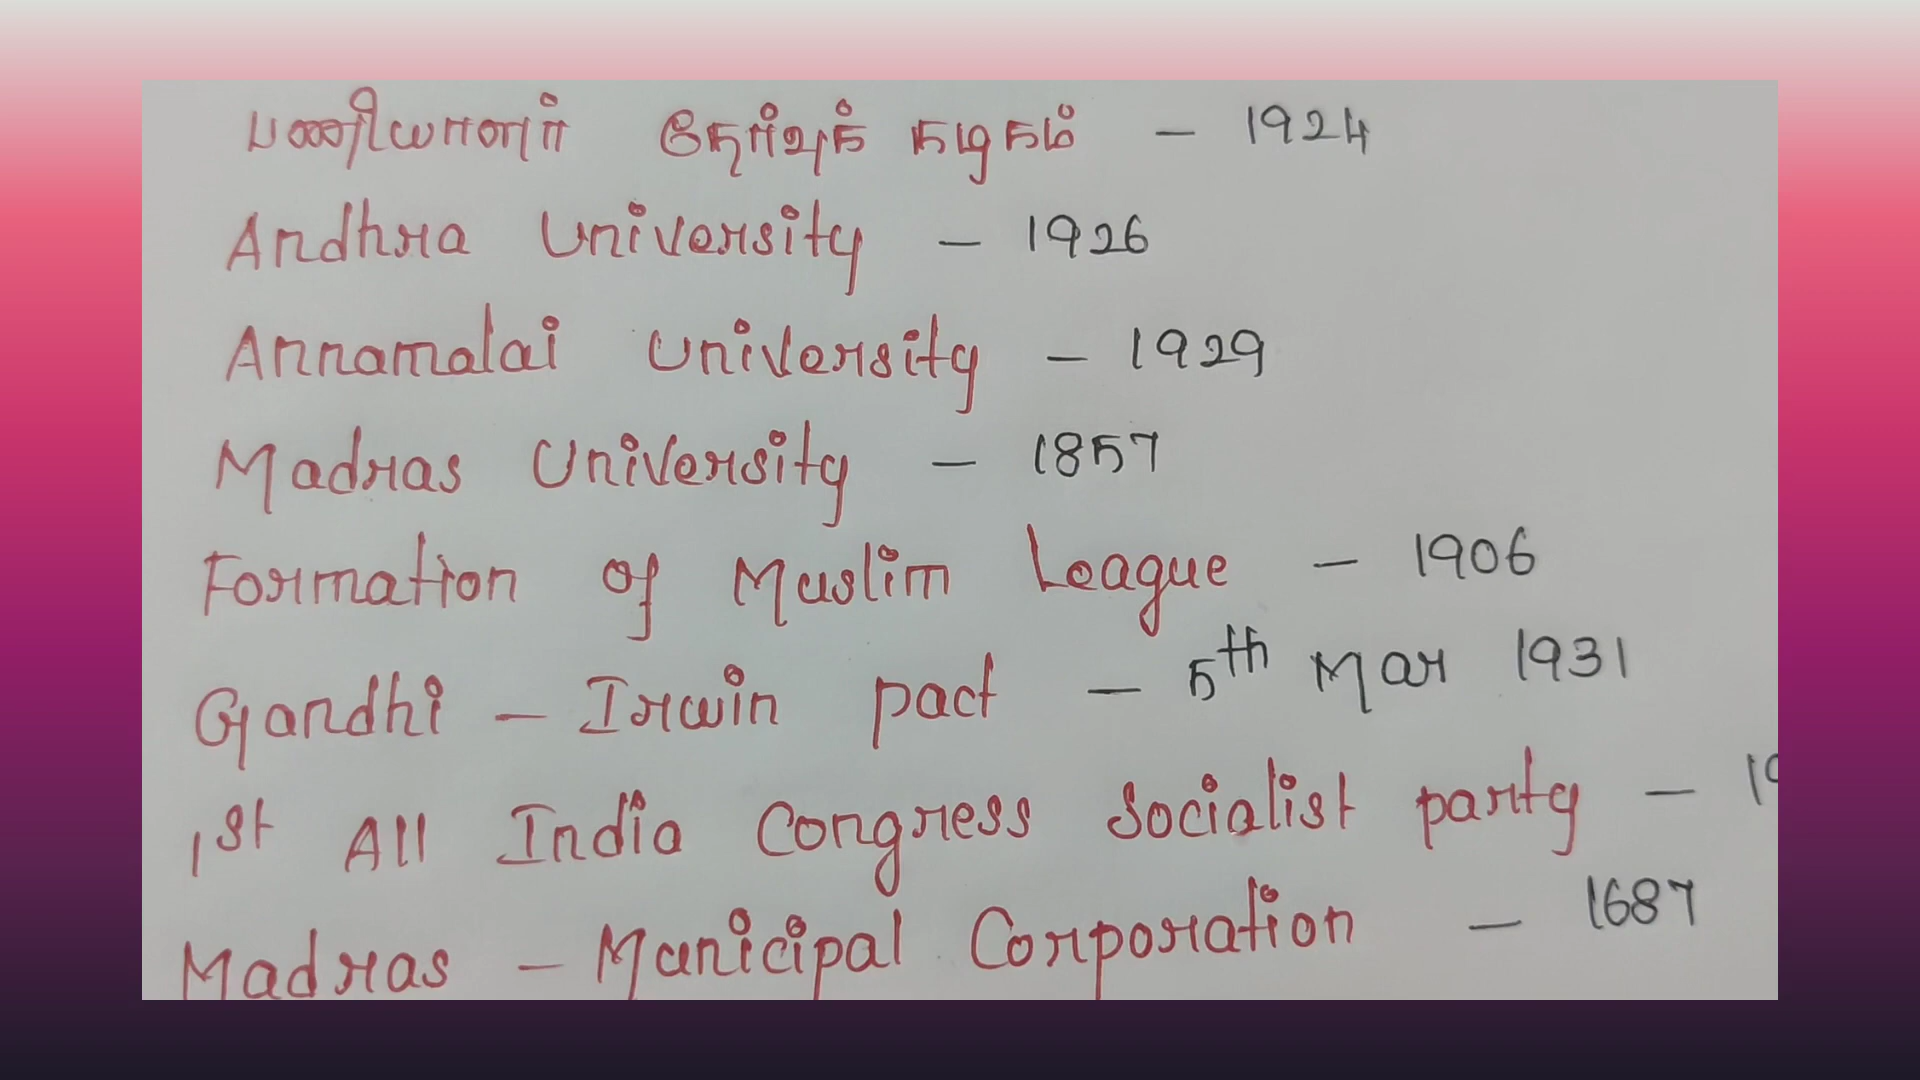 பணியாளர் தேர்வுக் கழகம் - 1924
Andhra University - 1926
Annamalai University - 1929
Madras University - 1857
Formation of Muslim League - 1906
Gandhi - Irwin pact - 5th Mar 1931
1st All India Congress Socialist party -
Madras - Municipal Corporation - 1687